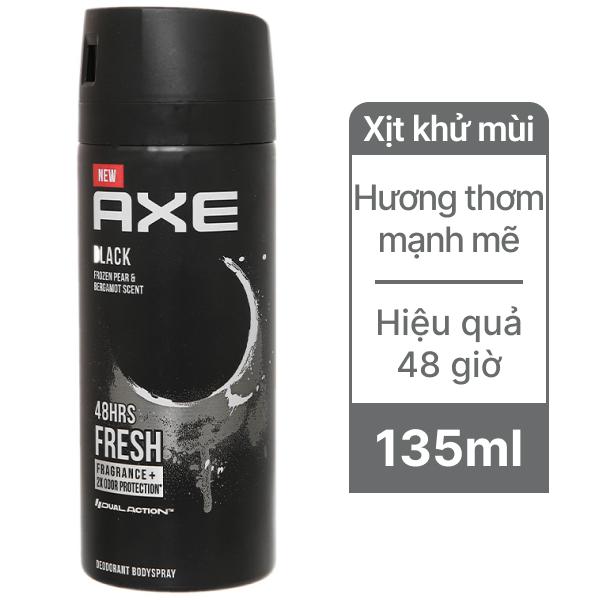 NEW
AXE
BLACK
FROZEN PEAR &
BERGAMOT SCENT
48HRS
FRESH
FRAGRANCE +
2X ODOR PROTECTION*
DUAL ACTION™
DEODORANT BODYSPRAY
Xịt khử mùi
Hương thơm
mạnh mẽ
Hiệu quả
48 giờ
135ml